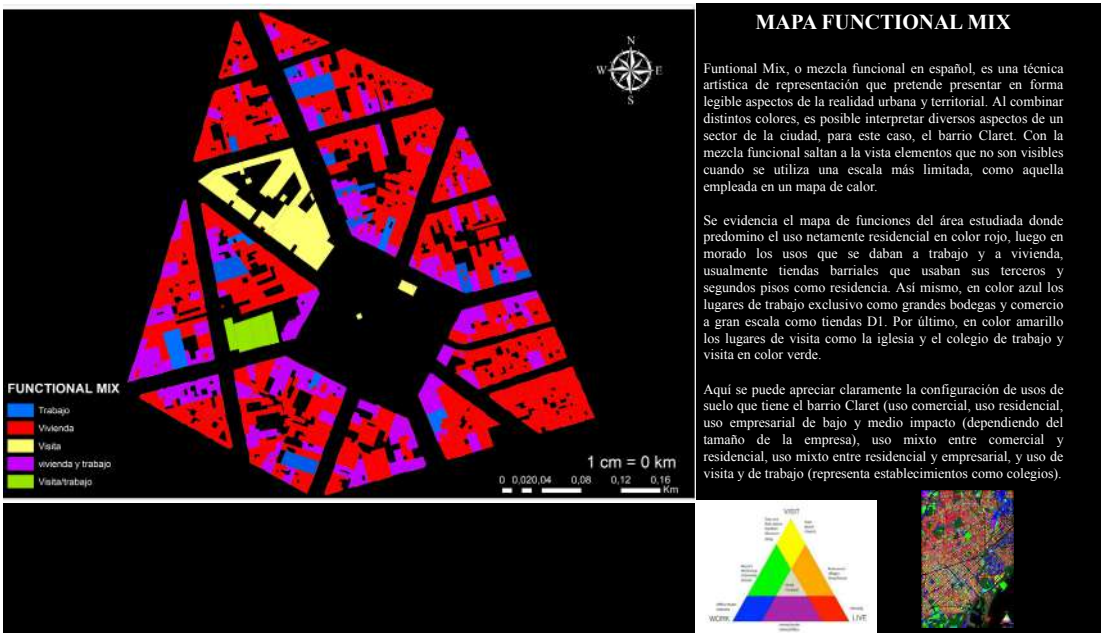 MAPA FUNCTIONAL MIX
Funtional Mix, o mezcla funcional en español, es una técnica
artística de representación que pretende presentar en forma
legible aspectos de la realidad urbana y territorial. Al combinar
distintos colores, es posible interpretar diversos aspectos de un
sector de la ciudad, para este caso, el barrio Claret. Con la
mezcla funcional saltan a la vista elementos que no son visibles
cuando se utiliza una escala más limitada, como aquella
empleada en un mapa de calor.
Se evidencia el mapa de funciones del área estudiada donde
predomino el uso netamente residencial en color rojo, luego en
morado los usos que se daban a trabajo y a vivienda,
usualmente tiendas barriales que usaban sus terceros y
segundos pisos como residencia. Así mismo, en color azul los
lugares de trabajo exclusivo como grandes bodegas y comercio
a gran escala como tiendas D1. Por último, en color amarillo
los lugares de visita como la iglesia y el colegio de trabajo y
visita en color verde.
Aquí se puede apreciar claramente la configuración de usos de
suelo que tiene el barrio Claret (uso comercial, uso residencial,
uso empresarial de bajo y medio impacto (dependiendo del
tamaño de la empresa), uso mixto entre comercial y
residencial, uso mixto entre residencial y empresarial, y uso de
visita y de trabajo (representa establecimientos como colegios).
N
W E
S
FUNCTIONAL MIX
Trabajo
Vivienda
Visita
vivienda y trabajo
Visita/trabajo
1 cm = 0 km
0 0,020,04 0,08 0,12 0,16
Km
VISIT
WORK
LIVE